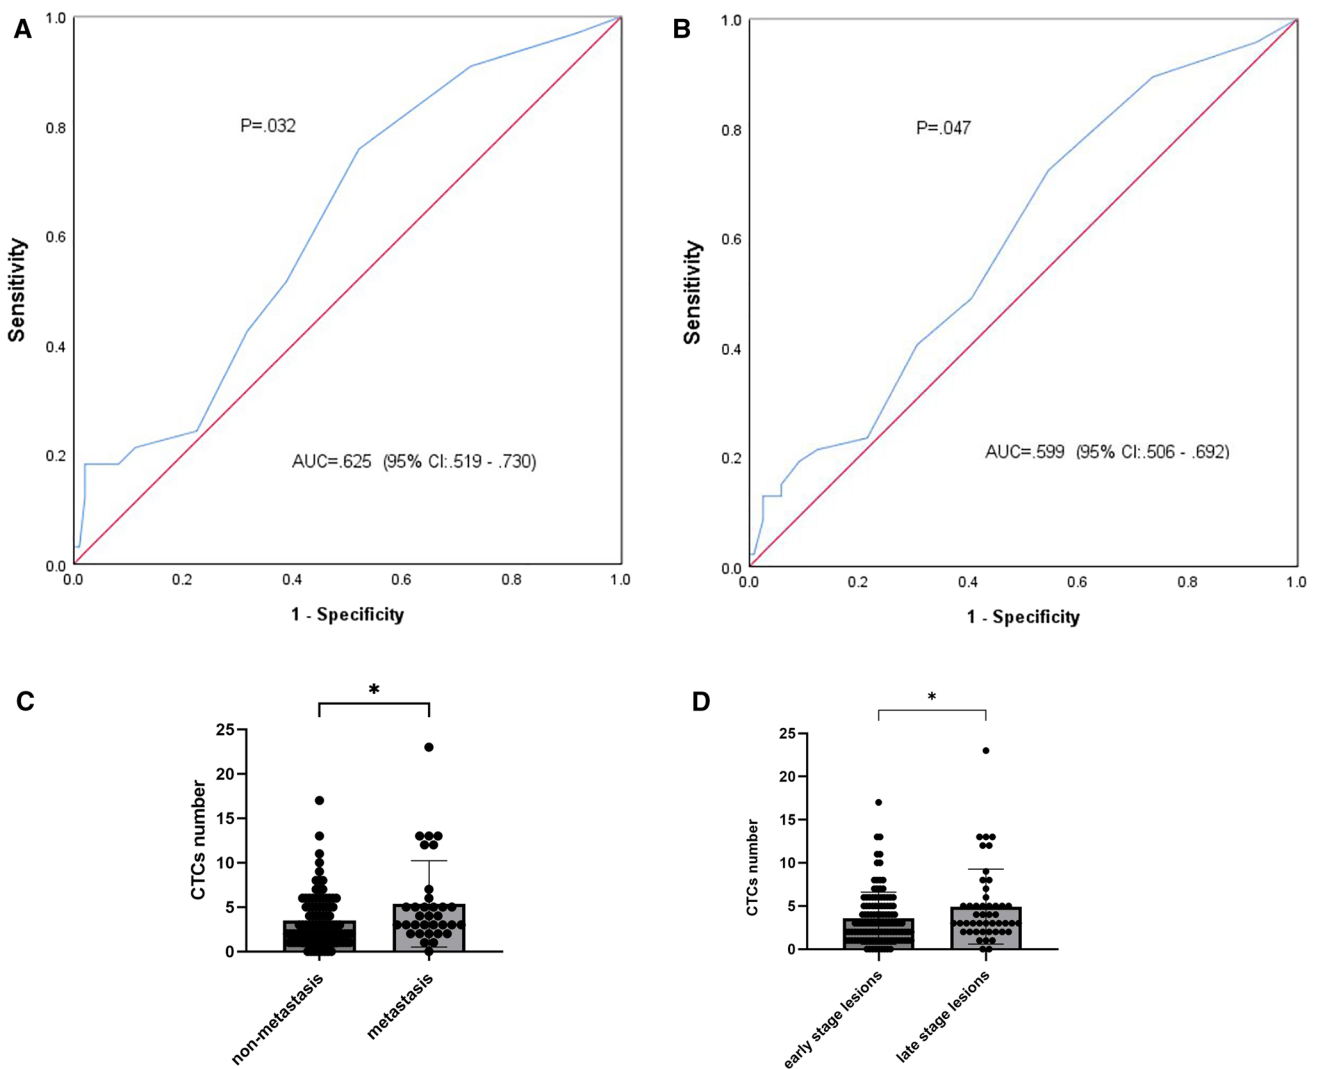 A
1.0
0.8
0.6
0.4
0.2
0.0
Sensitivity
P=.032
AUC=.625 (95% CI:.519 - .730)
0.0 0.2 0.4 0.6 0.8 1.0
1 - Specificity
B
1.0
0.8
0.6
0.4
0.2
0.0
Sensitivity
P=.047
AUC=.599 (95% CI:.506 - .692)
0.0 0.2 0.4 0.6 0.8 1.0
1 - Specificity
C
*
25
20
15
10
5
0
CTCs number
non-metastasis
metastasis
D
*
25
20
15
10
5
0
CTCs number
early stage lesions
late stage lesions